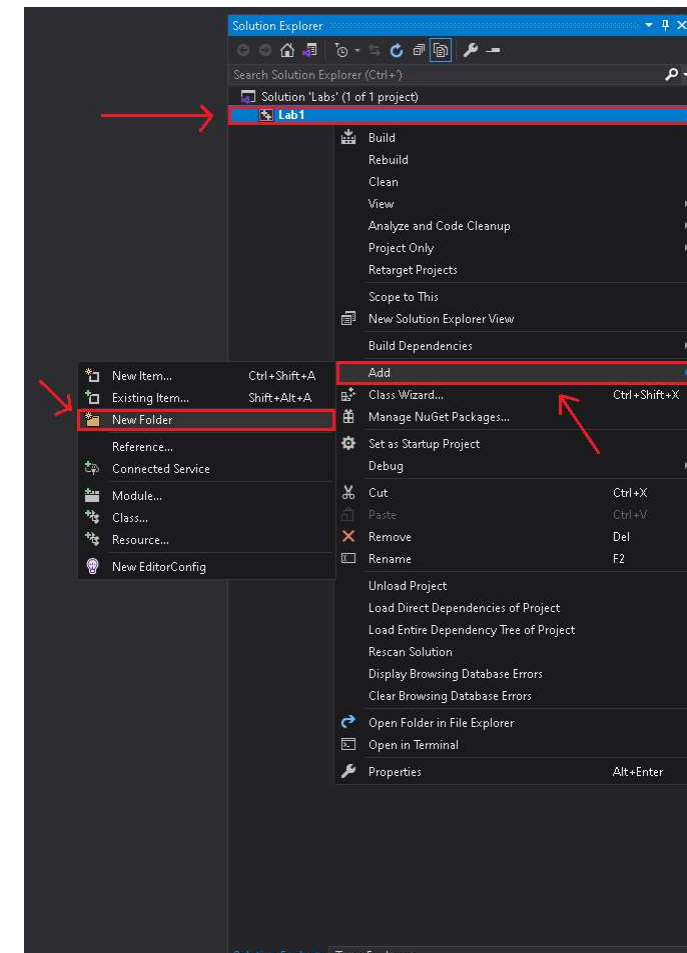 Solution Explorer
Search Solution Explorer (Ctrl+')
Solution 'Labs' (1 of 1 project)
Lab1
Build
Rebuild
Clean
View
Analyze and Code Cleanup
Project Only
Retarget Projects
Scope to This
New Solution Explorer View
Build Dependencies
Add
Class Wizard... Ctrl+Shift+X
Manage NuGet Packages...
Set as Startup Project
Debug
Cut Ctrl+X
Paste Ctrl+V
Remove Del
Rename F2
Unload Project
Load Direct Dependencies of Project
Load Entire Dependency Tree of Project
Rescan Solution
Display Browsing Database Errors
Clear Browsing Database Errors
Open Folder in File Explorer
Open in Terminal
Properties Alt+Enter
New Item... Ctrl+Shift+A
Existing Item... Shift+Alt+A
New Folder
Reference...
Connected Service
Module...
Class...
Resource...
New EditorConfig